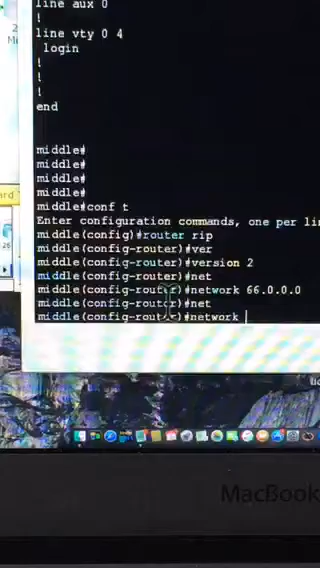 line aux 0
!
line vty 0 4
login
!
!
!
end
middle#
middle#
middle#
middle#
middle#conf t
Enter configuration commands, one per lin
middle(config)#router rip
middle(config-router)#ver
middle(config-router)#version 2
middle(config-router)#net
middle(config-router)#network 66.0.0.0
middle(config-router)#net
middle(config-router)#network
MacBook